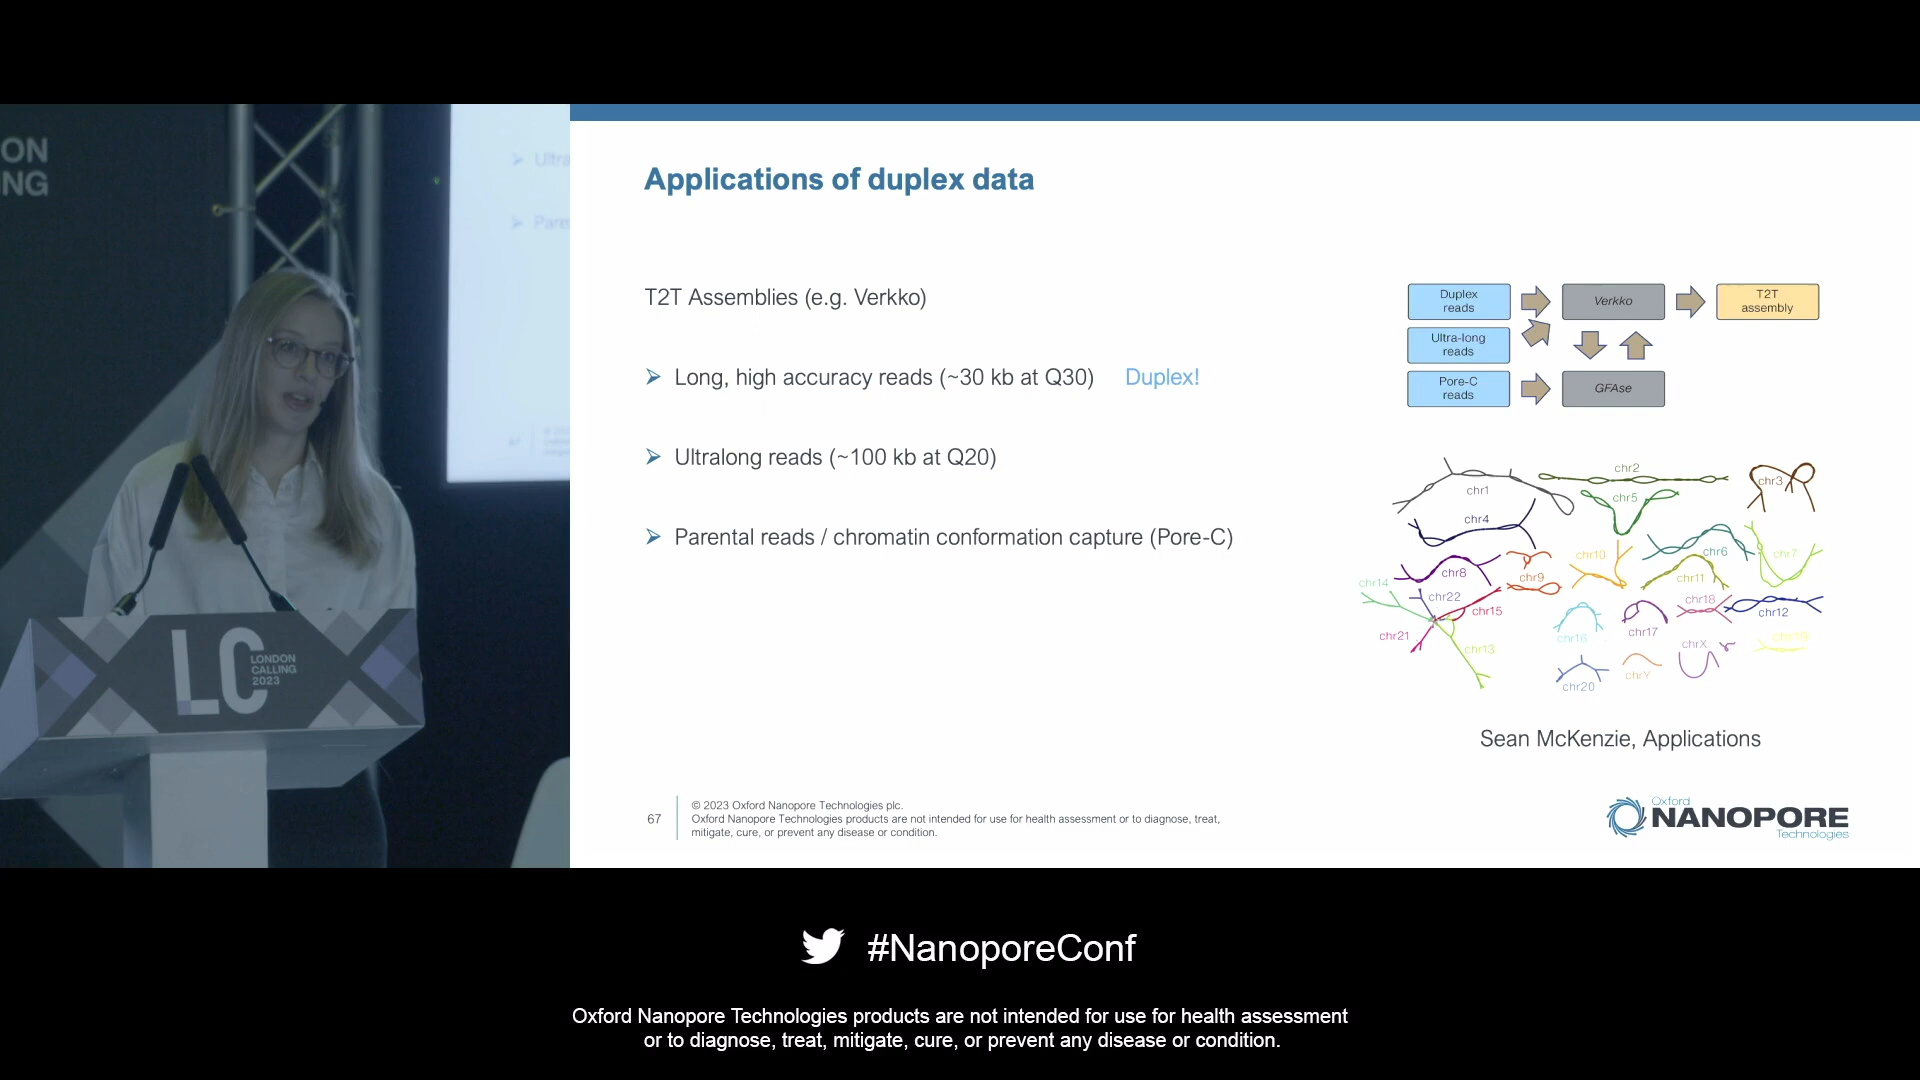 ON
NG
Ultra
Pare
LC
LONDON
CALLING
2023
Applications of duplex data
T2T Assemblies (e.g. Verkko)
Long, high accuracy reads (~30 kb at Q30) Duplex!
Ultralong reads (~100 kb at Q20)
Parental reads / chromatin conformation capture (Pore-C)
Duplex
reads
Verkko
T2T
assembly
Ultra-long
reads
Pore-C
reads
GFAse
chr1
chr2
chr3
chr4
chr5
chr6
chr7
chr8
chr9
chr10
chr11
chr14
chr22
chr15
chr21
chr13
chr16
chr17
chr18
chr12
chrX
chr19
chr20
chrY
Sean McKenzie, Applications
67
© 2023 Oxford Nanopore Technologies plc.
Oxford Nanopore Technologies products are not intended for use for health assessment or to diagnose, treat,
mitigate, cure, or prevent any disease or condition.
Oxford
NANOPORE
Technologies
#NanoporeConf
Oxford Nanopore Technologies products are not intended for use for health assessment
or to diagnose, treat, mitigate, cure, or prevent any disease or condition.